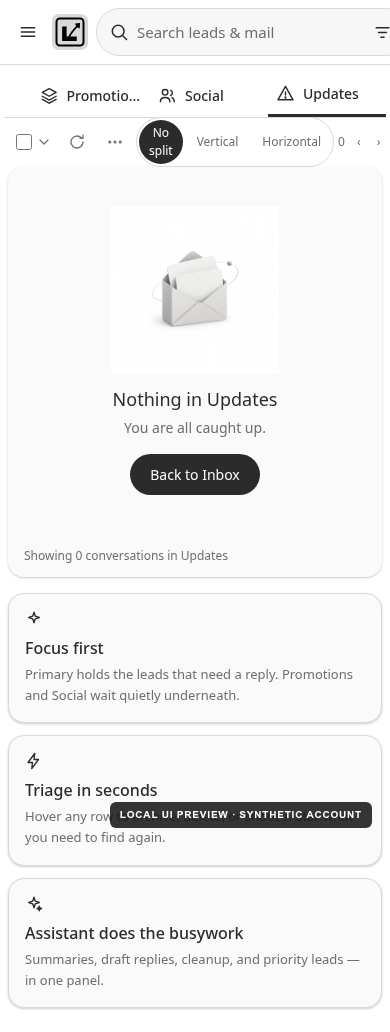 Search leads & mail
Promotio...
Social
Updates
No split
Vertical
Horizontal
0
‹
›
Nothing in Updates
You are all caught up.
Back to Inbox
Showing 0 conversations in Updates
Focus first
Primary holds the leads that need a reply. Promotions
and Social wait quietly underneath.
Triage in seconds
Hover any row
LOCAL UI PREVIEW · SYNTHETIC ACCOUNT
you need to find again.
Assistant does the busywork
Summaries, draft replies, cleanup, and priority leads —
in one panel.